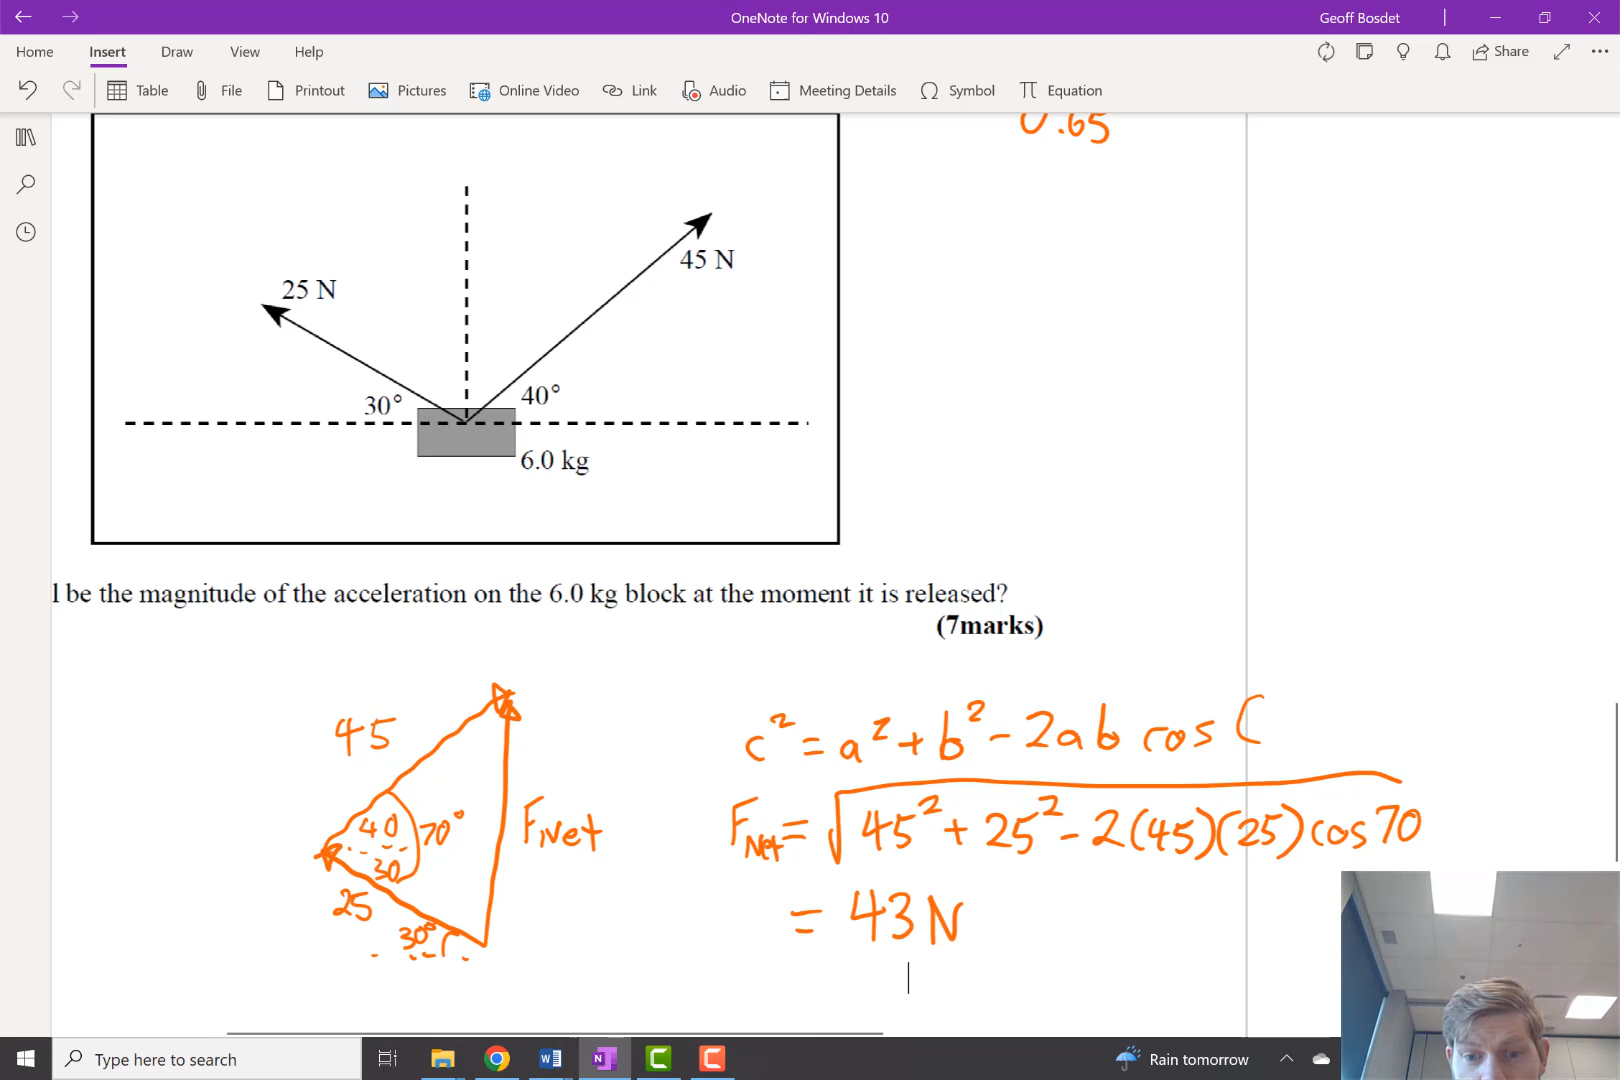 OneNote for Windows 10
Geoff Bosdet
Home Insert Draw View Help
Share
Table File Printout Pictures Online Video Link Audio Meeting Details Symbol Equation
0.65
45 N
25 N
30° 40°
6.0 kg
l be the magnitude of the acceleration on the 6.0 kg block at the moment it is released?
(7marks)
45
40
70°
30
25
30°
FNet
c² = a² + b² - 2ab cos C
FNet = √45² + 25² - 2(45)(25) cos 70
= 43 N
Type here to search
Rain tomorrow